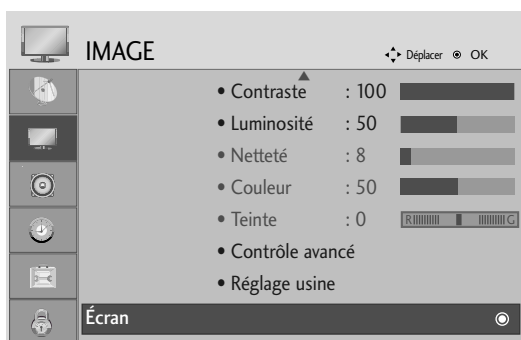 IMAGE Déplacer OK
• Contraste : 100
• Luminosité : 50
• Netteté : 8
• Couleur : 50
• Teinte : 0 R G
• Contrôle avancé
• Réglage usine
Écran